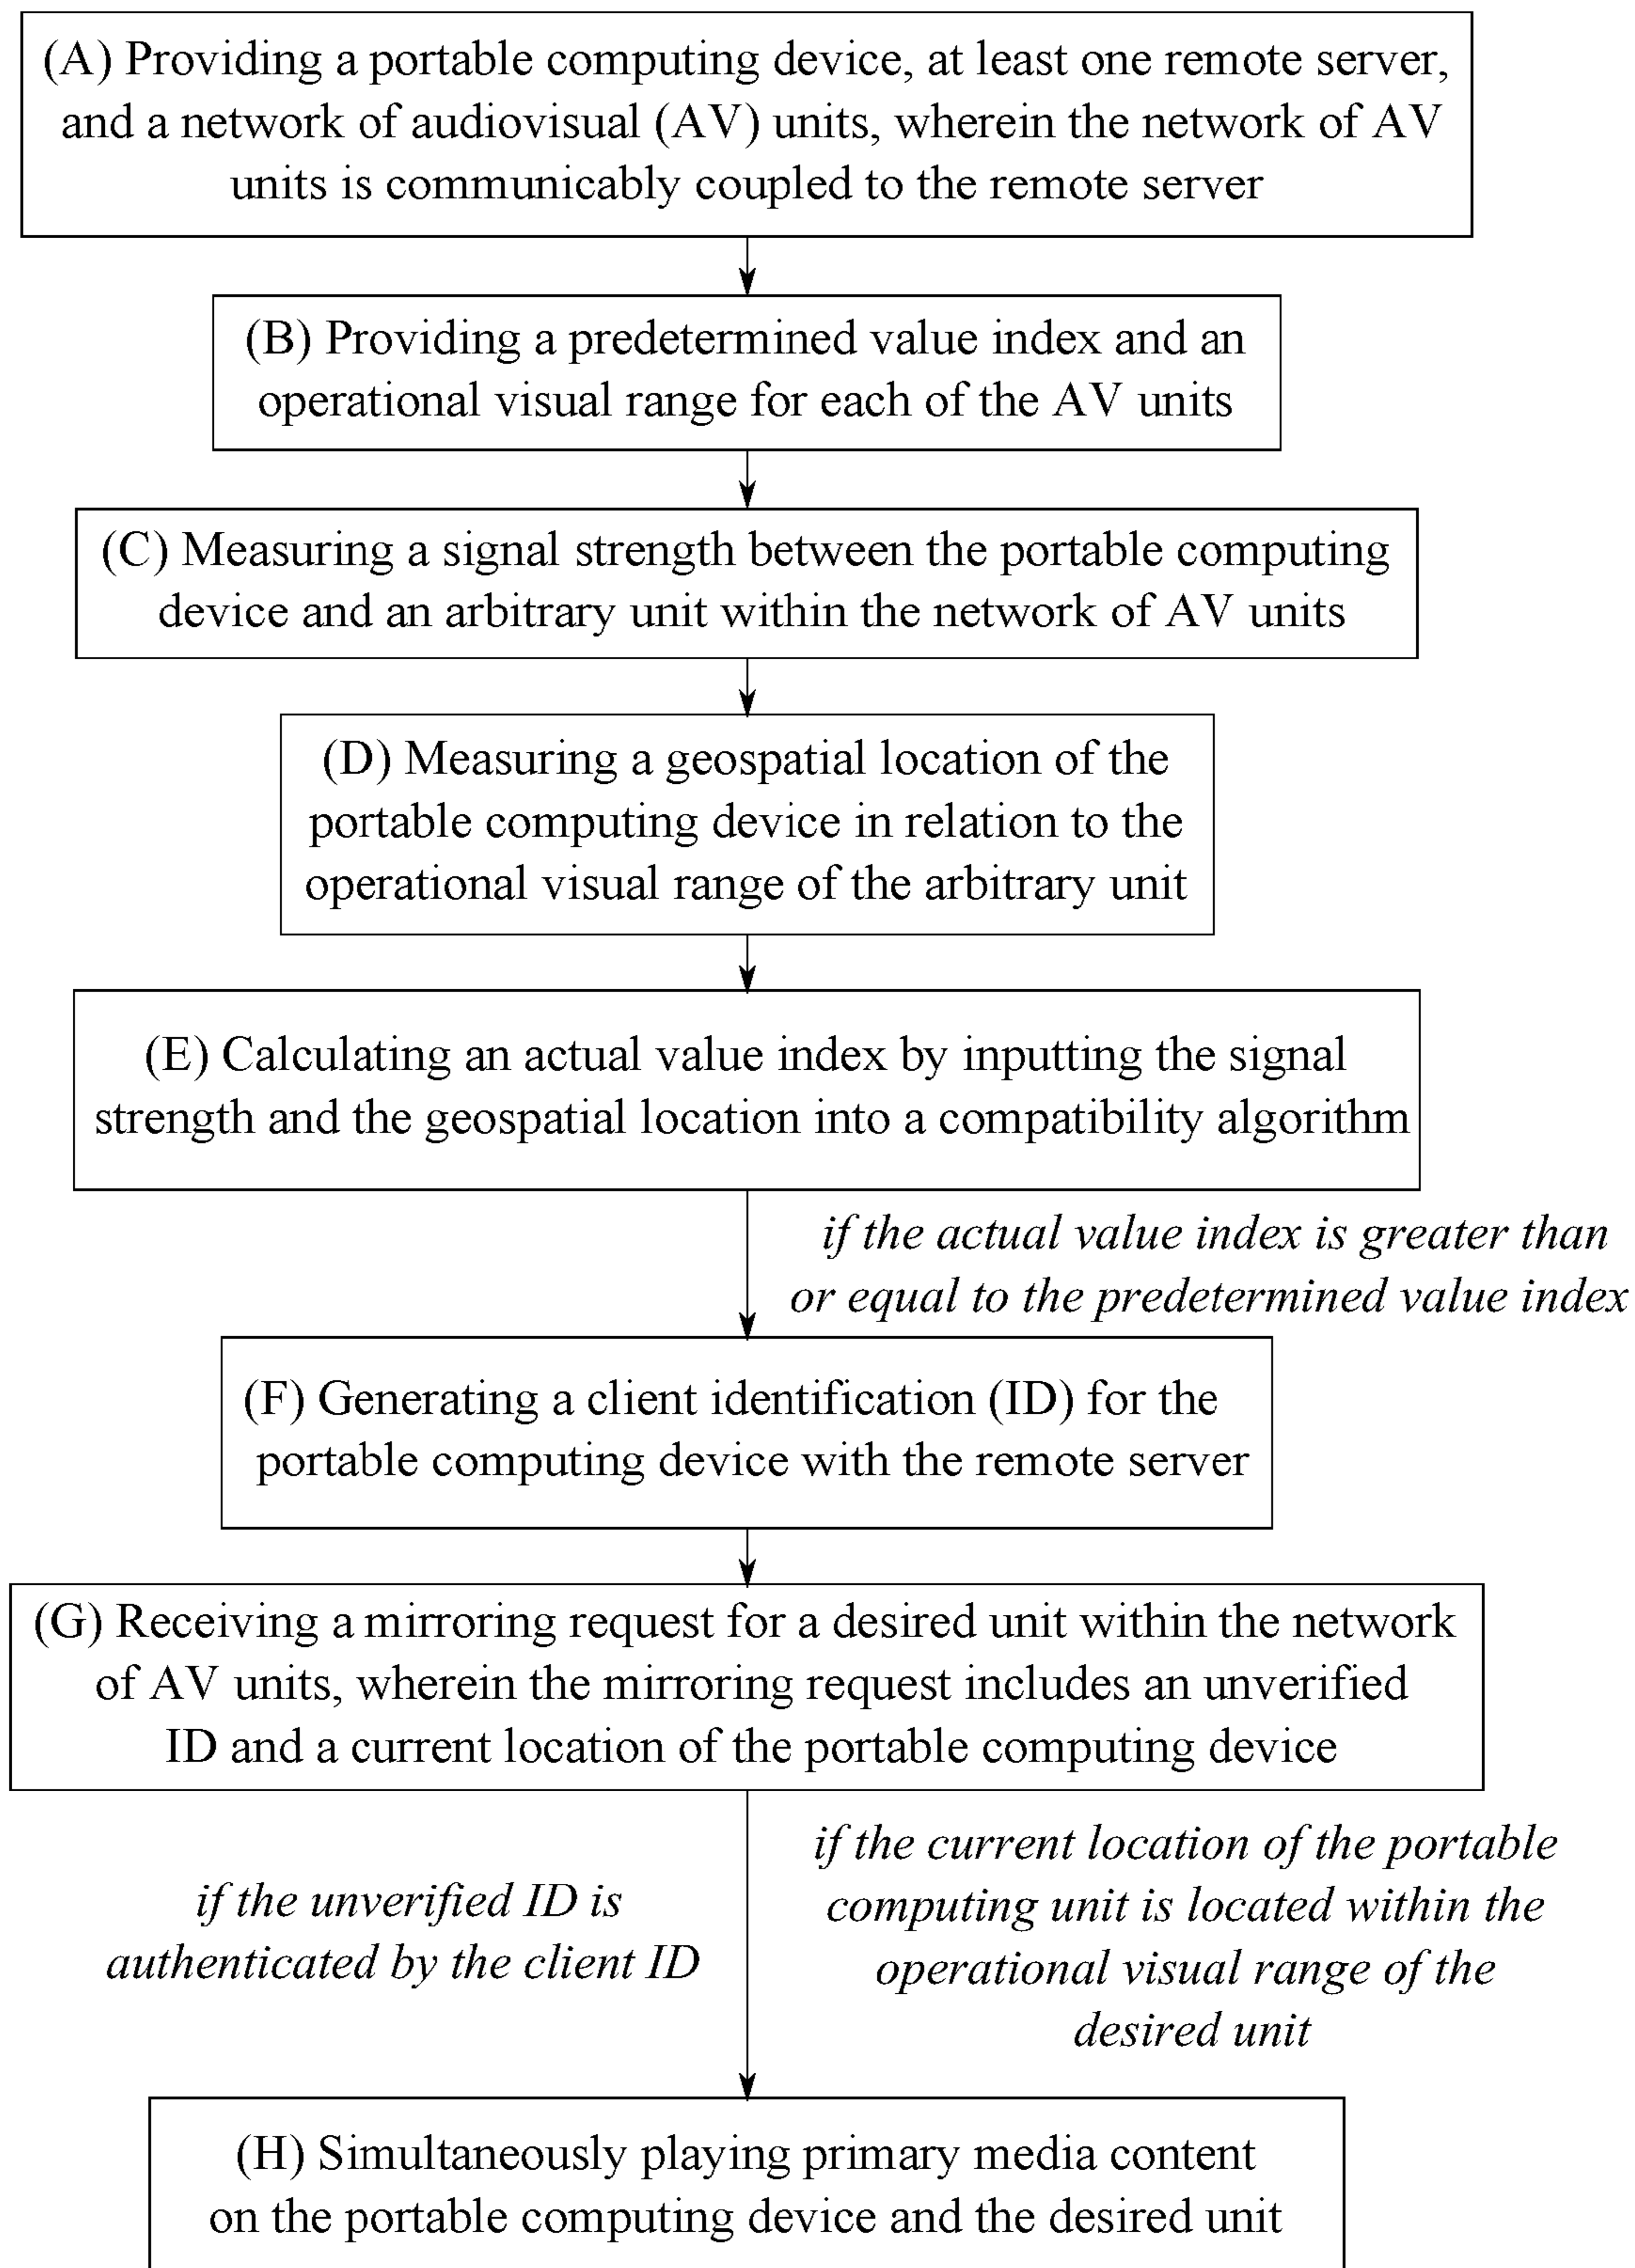 (A) Providing a portable computing device, at least one remote server,
and a network of audiovisual (AV) units, wherein the network of AV
units is communicably coupled to the remote server
(B) Providing a predetermined value index and an
operational visual range for each of the AV units
(C) Measuring a signal strength between the portable computing
device and an arbitrary unit within the network of AV units
(D) Measuring a geospatial location of the
portable computing device in relation to the
operational visual range of the arbitrary unit
(E) Calculating an actual value index by inputting the signal
strength and the geospatial location into a compatibility algorithm
if the actual value index is greater than
or equal to the predetermined value index
(F) Generating a client identification (ID) for the
portable computing device with the remote server
(G) Receiving a mirroring request for a desired unit within the network
of AV units, wherein the mirroring request includes an unverified
ID and a current location of the portable computing device
if the unverified ID is
authenticated by the client ID
if the current location of the portable
computing unit is located within the
operational visual range of the
desired unit
(H) Simultaneously playing primary media content
on the portable computing device and the desired unit